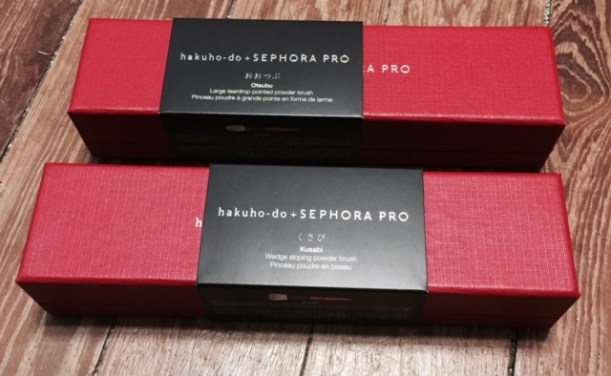 hakuho-do + SEPHORA PRO
RA PRO
おおつぶ
Otsubu
Large teardrop pointed powder brush
Pinceau poudre à grande pointe en forme de larme
hakuho-do + SEPHORA PRO
h
くさび
Kusabi
Wedge sloping powder brush
Pinceau poudre en biseau